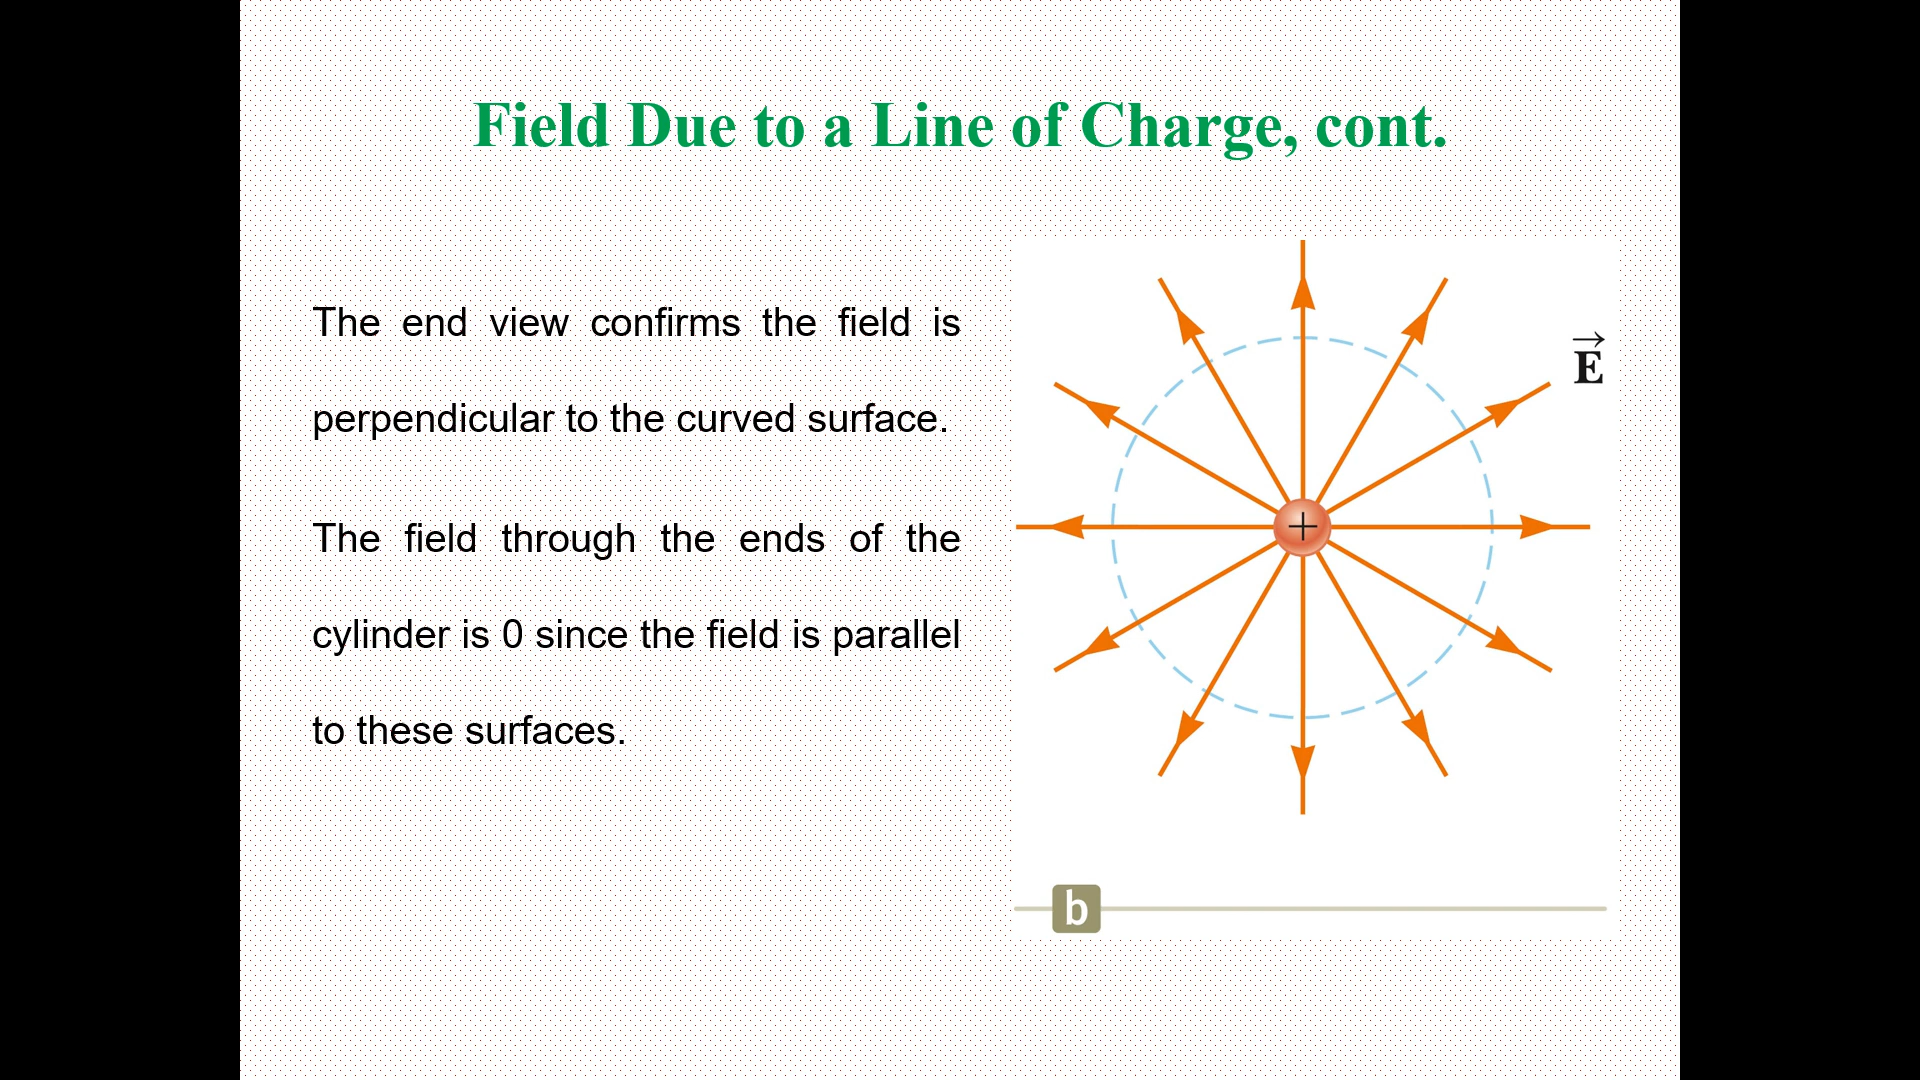 Field Due to a Line of Charge, cont.
The end view confirms the field is
perpendicular to the curved surface.
The field through the ends of the
cylinder is 0 since the field is parallel
to these surfaces.
E⃗
+
b